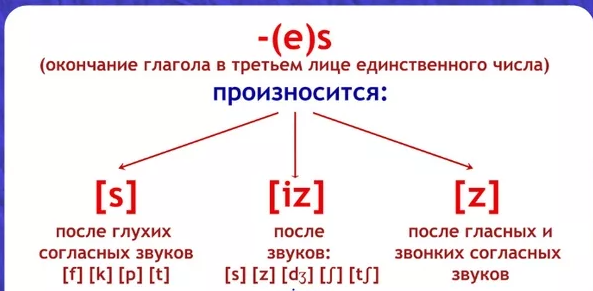 -(e)s
(окончание глагола в третьем лице единственного числа)
произносится:
[s] [iz] [z]
после глухих после после гласных и
согласных звуков звуков: звонких согласных
[f] [k] [p] [t] [s] [z] [dʒ] [ʃ] [tʃ] звуков